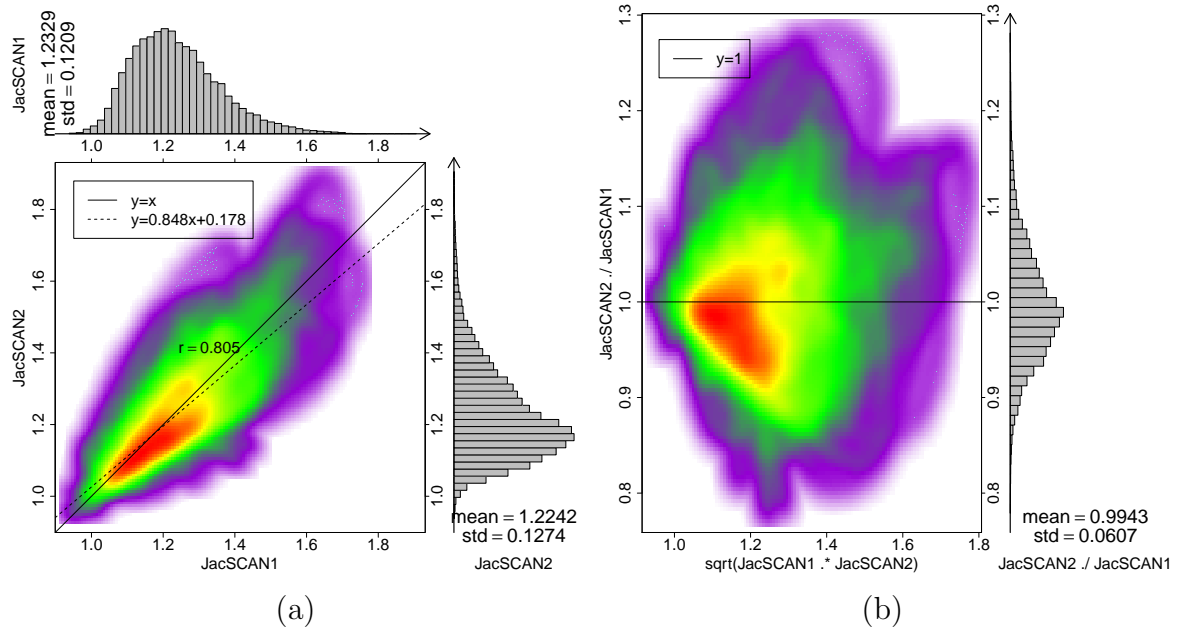 JacSCAN1
mean = 1.2329
std = 0.1209
1.0
1.2
1.4
1.6
1.8
y=x
y=0.848x+0.178
r = 0.805
JacSCAN2
1.0
1.2
1.4
1.6
1.8
1.0
1.2
1.4
1.6
1.8
JacSCAN1
1.0
1.2
1.4
1.6
1.8
mean = 1.2242
std = 0.1274
JacSCAN2
(a)
y=1
JacSCAN2 ./ JacSCAN1
0.8
0.9
1.0
1.1
1.2
1.3
1.0
1.2
1.4
1.6
1.8
sqrt(JacSCAN1 .* JacSCAN2)
0.8
0.9
1.0
1.1
1.2
1.3
mean = 0.9943
std = 0.0607
JacSCAN2 ./ JacSCAN1
(b)